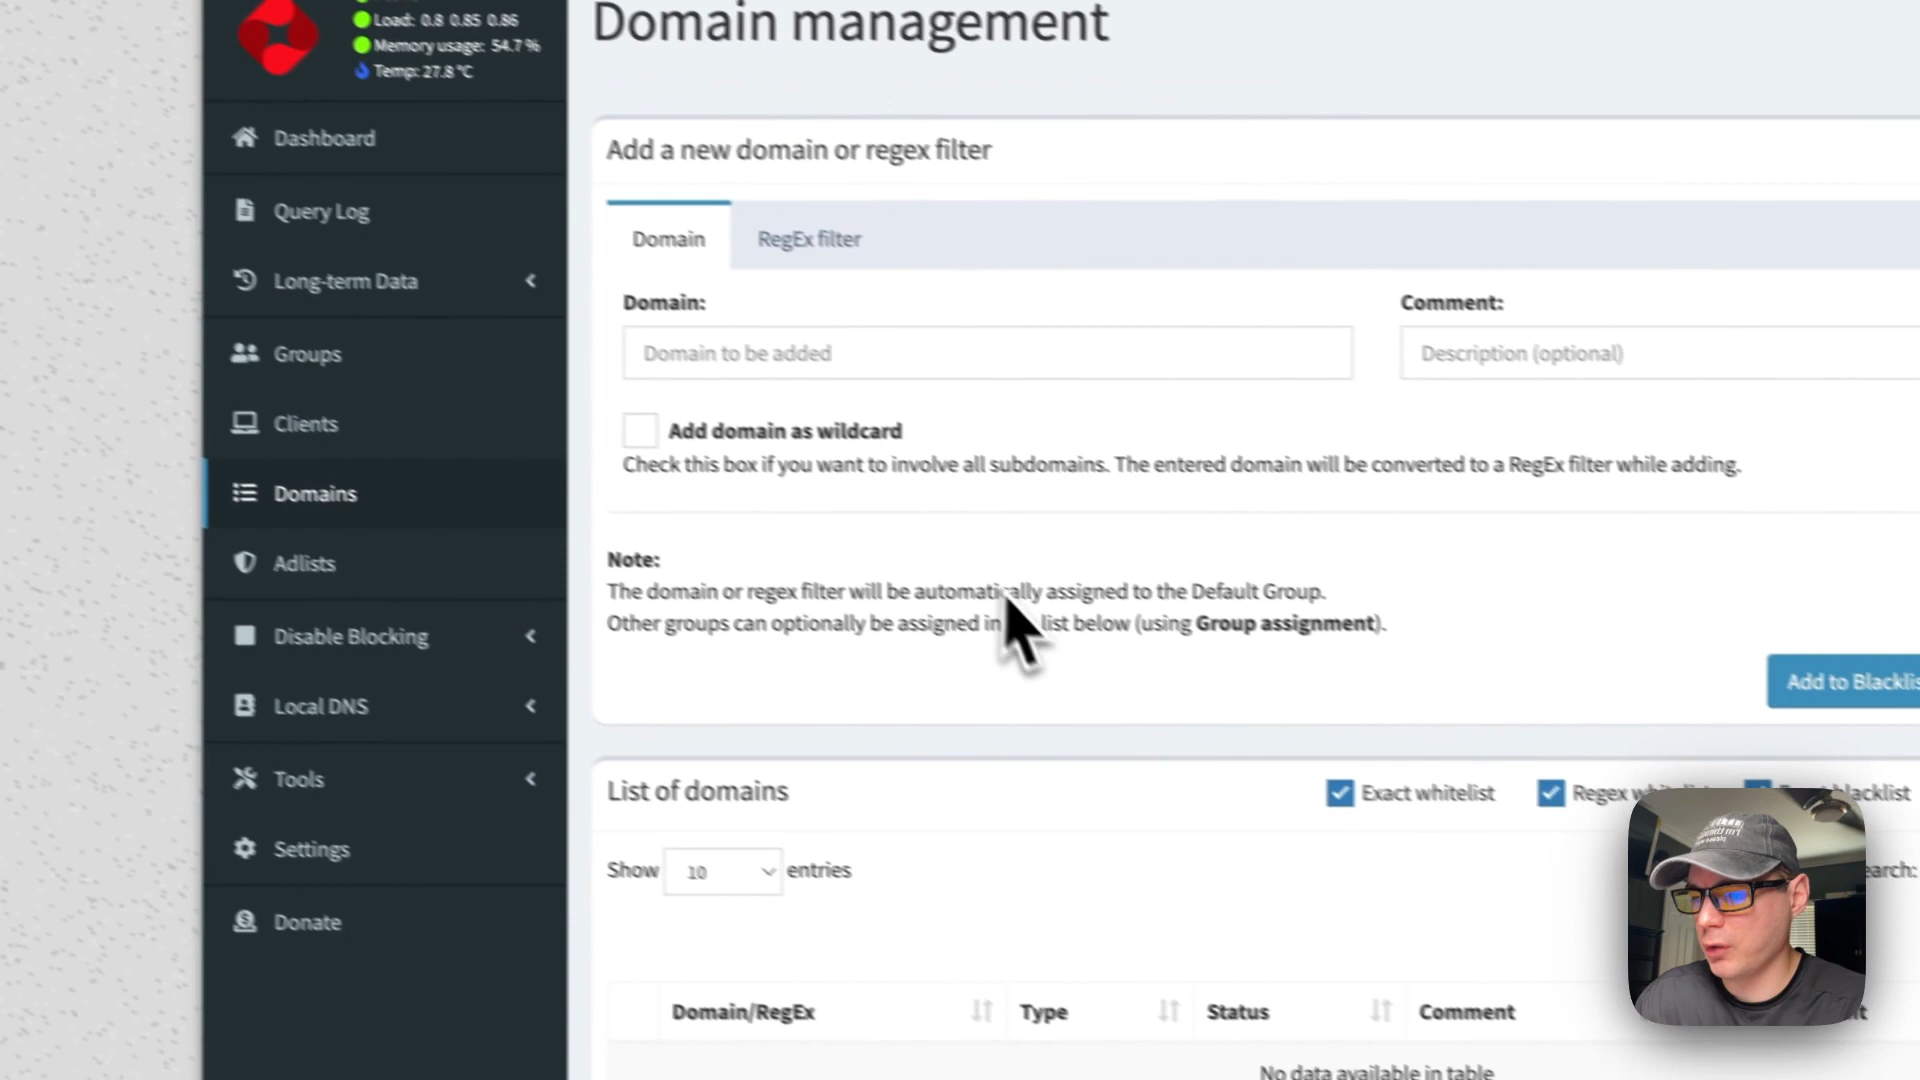 Load: 0.8 0.85 0.86
Memory usage: 54.7 %
Temp: 27.8 °C
Dashboard
Query Log
Long-term Data
Groups
Clients
Domains
Adlists
Disable Blocking
Local DNS
Tools
Settings
Donate
Domain management
Add a new domain or regex filter
Domain RegEx filter
Domain: Comment:
Domain to be added Description (optional)
Add domain as wildcard
Check this box if you want to involve all subdomains. The entered domain will be converted to a RegEx filter while adding.
Note:
The domain or regex filter will be automatically assigned to the Default Group.
Other groups can optionally be assigned in list below (using Group assignment).
Add to
List of domains Exact whitelist Regex
Show 10 entries
Domain/RegEx Type Status Comment
No data available in table